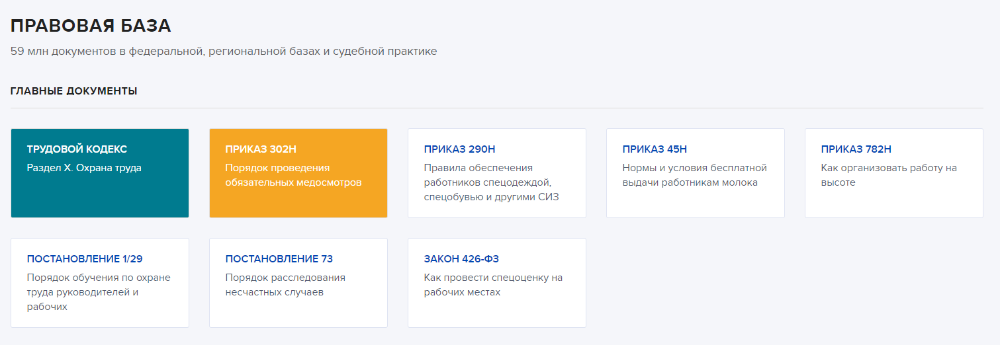 ПРАВОВАЯ БАЗА
59 млн документов в федеральной, региональной базах и судебной практике
ГЛАВНЫЕ ДОКУМЕНТЫ
ТРУДОВОЙ КОДЕКС
Раздел X. Охрана труда
ПРИКАЗ 302Н
Порядок проведения
обязательных медосмотров
ПРИКАЗ 290Н
Правила обеспечения
работников спецодеждой,
спецобувью и другими СИЗ
ПРИКАЗ 45Н
Нормы и условия бесплатной
выдачи работникам молока
ПРИКАЗ 782Н
Как организовать работу на
высоте
ПОСТАНОВЛЕНИЕ 1/29
Порядок обучения по охране
труда руководителей и
рабочих
ПОСТАНОВЛЕНИЕ 73
Порядок расследования
несчастных случаев
ЗАКОН 426-ФЗ
Как провести спецоценку на
рабочих местах